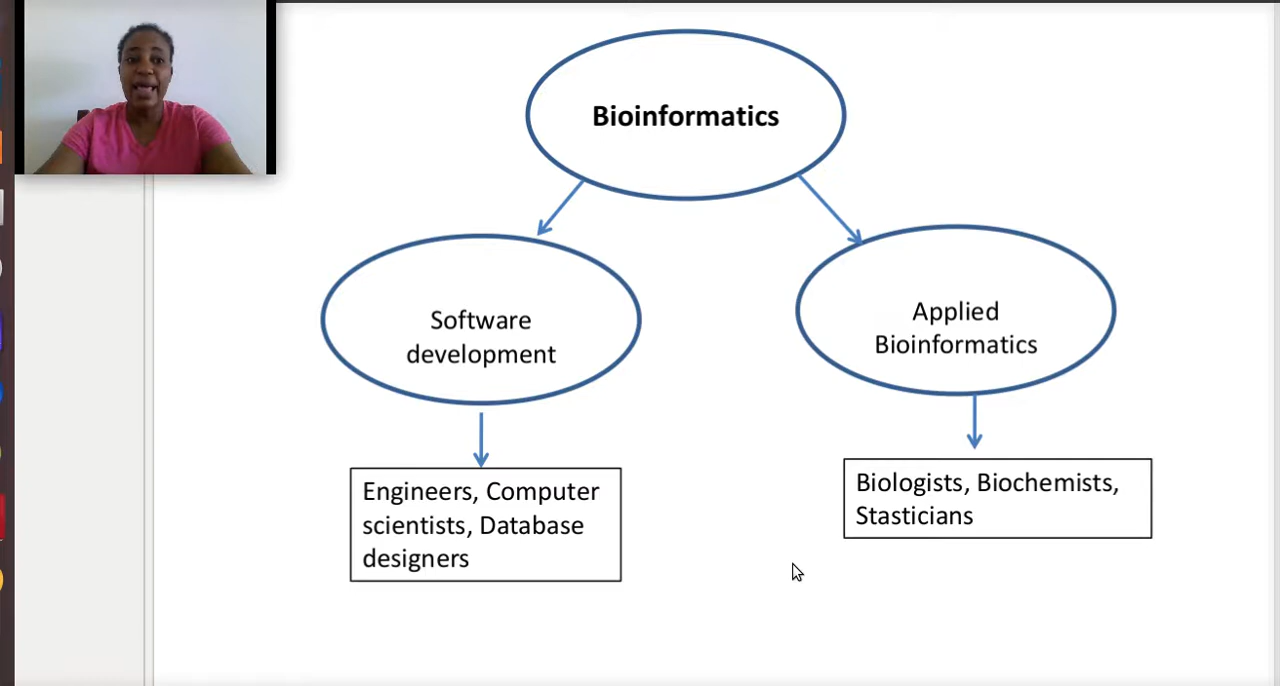 Bioinformatics
Software
development
Applied
Bioinformatics
Engineers, Computer
scientists, Database
designers
Biologists, Biochemists,
Stasticians